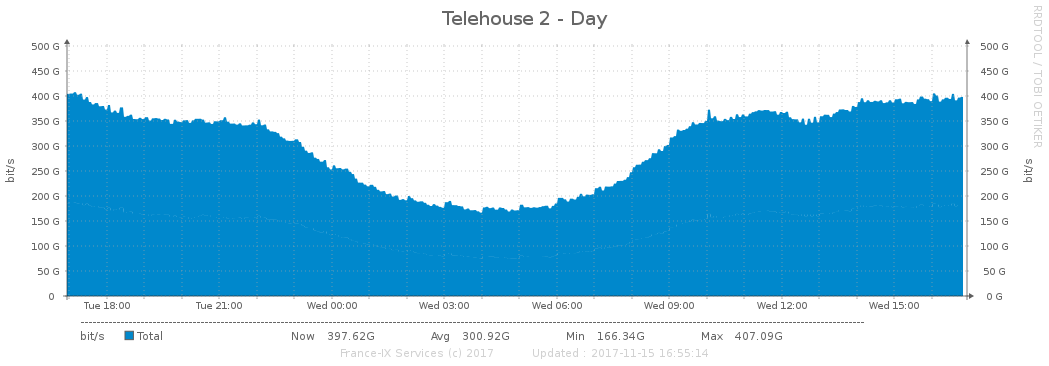 Telehouse 2 - Day
RRDTOOL / TOBI OETIKER
500 G 500 G
450 G 450 G
400 G 400 G
350 G 350 G
300 G 300 G
250 G 250 G
200 G 200 G
150 G 150 G
100 G 100 G
50 G 50 G
0 0 G
bit/s bit/s
Tue 18:00 Tue 21:00 Wed 00:00 Wed 03:00 Wed 06:00 Wed 09:00 Wed 12:00 Wed 15:00
bit/s Total Now 397.62G Avg 300.92G Min 166.34G Max 407.09G
France-IX Services (c) 2017 Updated : 2017-11-15 16:55:14